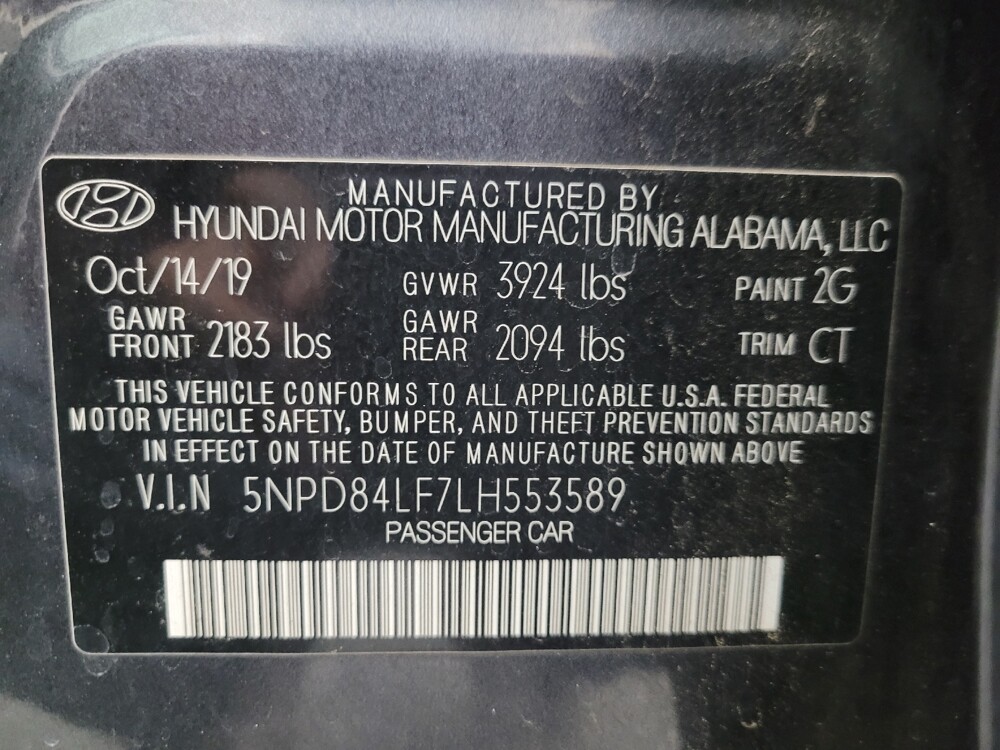 MANUFACTURED BY
HYUNDAI MOTOR MANUFACTURING ALABAMA, LLC
Oct/14/19 GVWR 3924 lbs PAINT 2G
GAWR FRONT 2183 lbs GAWR REAR 2094 lbs TRIM CT
THIS VEHICLE CONFORMS TO ALL APPLICABLE U.S.A. FEDERAL
MOTOR VEHICLE SAFETY, BUMPER, AND THEFT PREVENTION STANDARDS
IN EFFECT ON THE DATE OF MANUFACTURE SHOWN ABOVE
V.I.N 5NPD84LF7LH553589
PASSENGER CAR